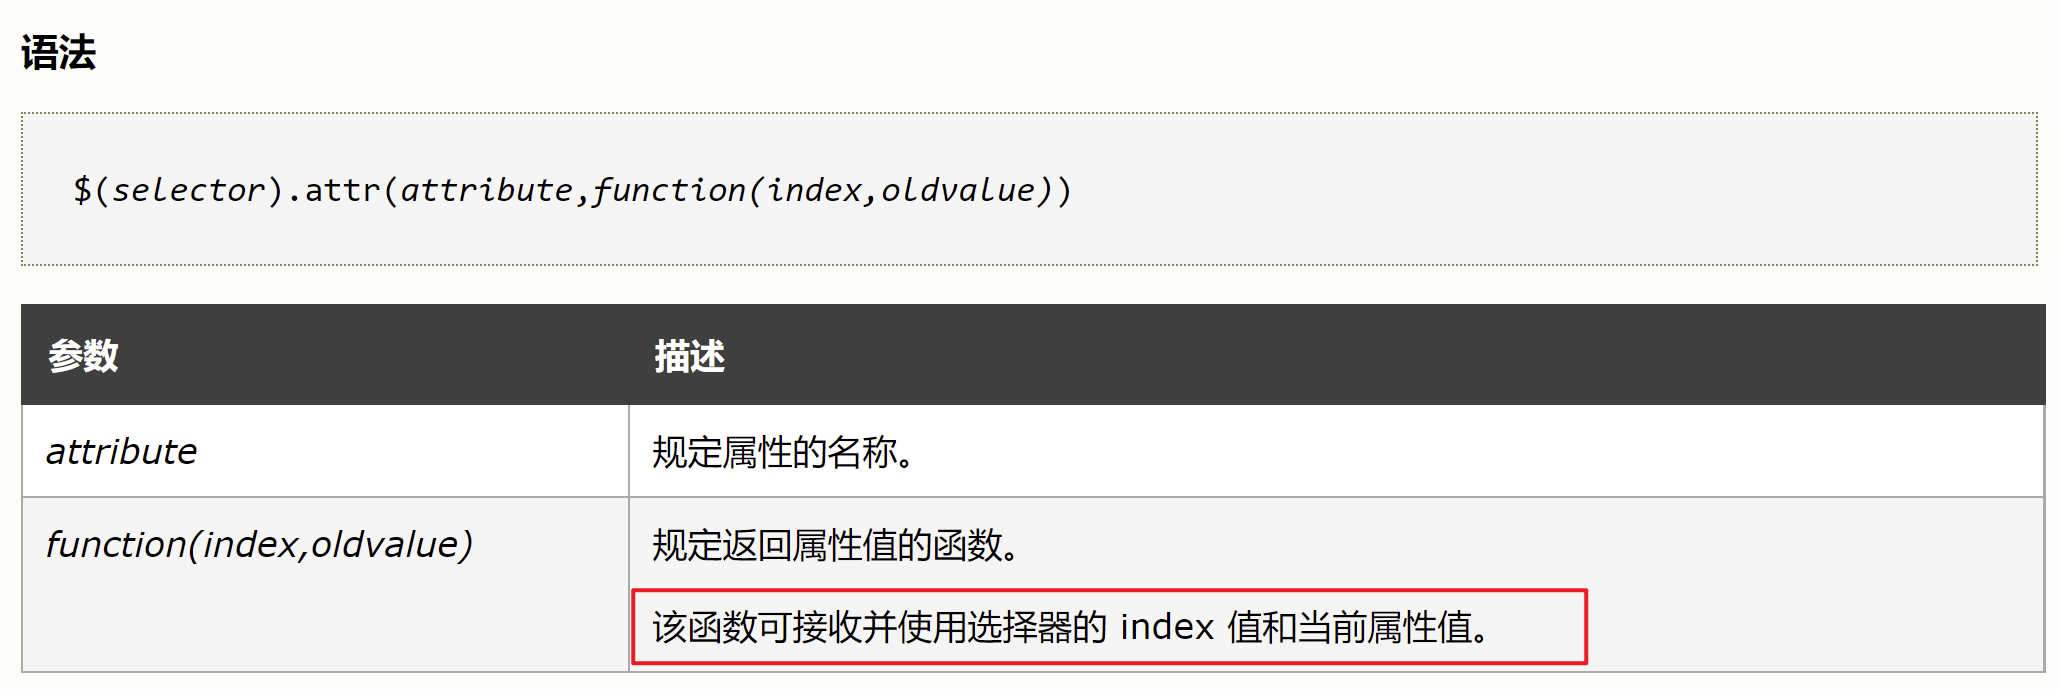 语法
$(selector).attr(attribute,function(index,oldvalue))
参数 描述
attribute 规定属性的名称。
function(index,oldvalue) 规定返回属性值的函数。
该函数可接收并使用选择器的 index 值和当前属性值。